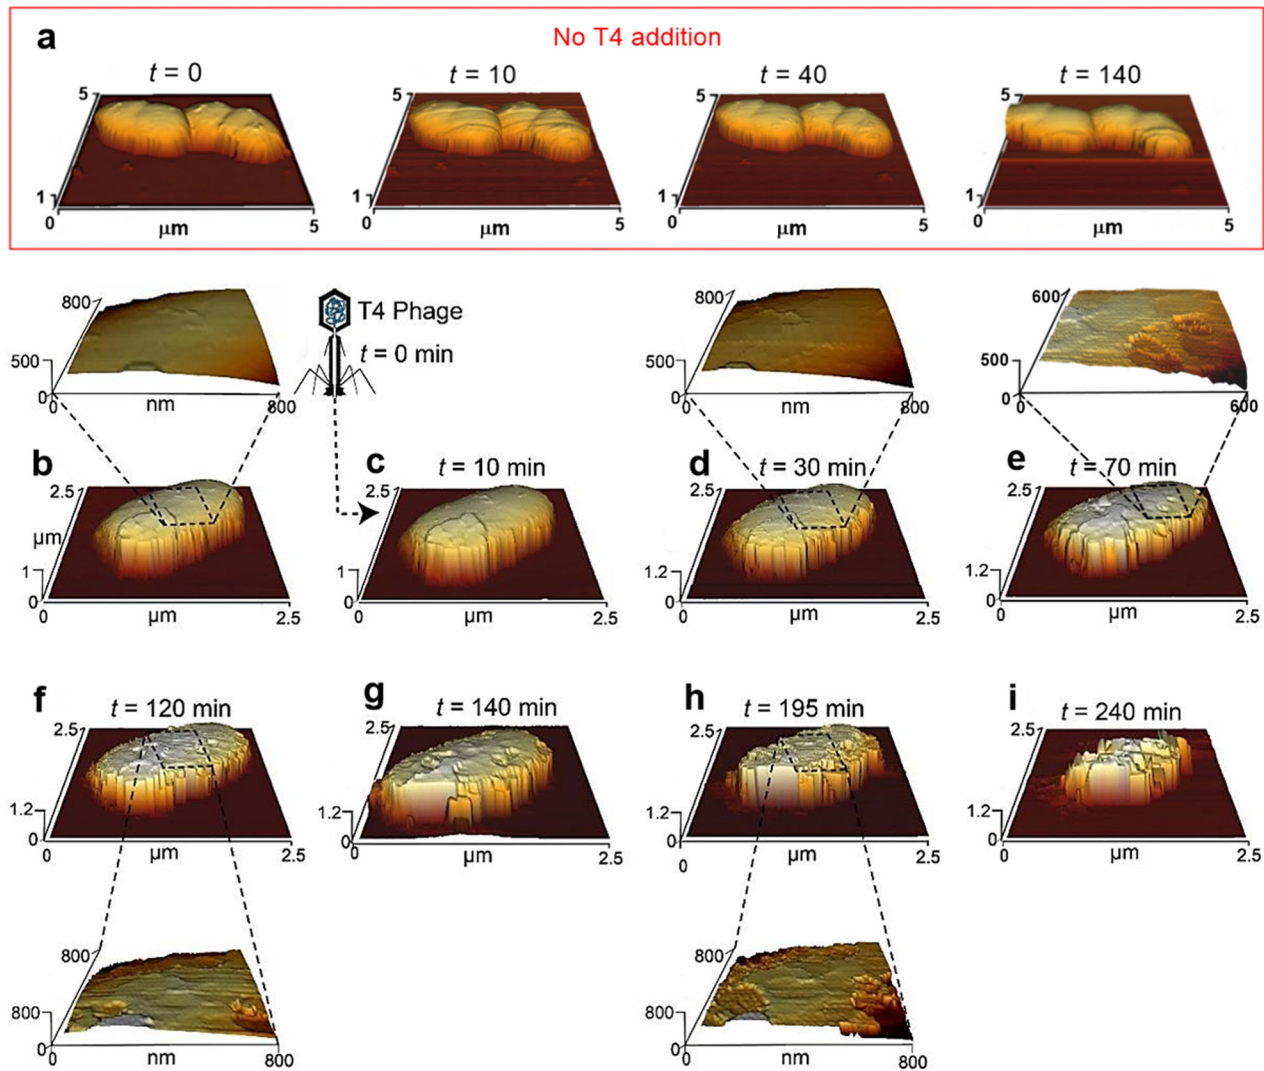 a
No T4 addition
t = 0
t = 10
t = 40
t = 140
5
1
0
µm
5
5
1
0
µm
5
5
1
0
µm
5
5
1
0
µm
5
800
500
0
0
nm
800
T4 Phage
t = 0 min
800
500
0
0
nm
800
600
500
0
0
600
b
2.5
µm
1
0
0
µm
2.5
c
t = 10 min
2.5
1
0
0
µm
2.5
d
t = 30 min
2.5
1.2
0
0
µm
2.5
e
t = 70 min
2.5
1.2
0
0
µm
2.5
f
t = 120 min
2.5
1.2
0
0
µm
2.5
g
t = 140 min
2.5
1.2
0
0
µm
2.5
h
t = 195 min
2.5
1.2
0
0
µm
2.5
i
t = 240 min
2.5
1.2
0
0
µm
2.5
800
800
0
0
nm
800
800
800
0
0
nm
800